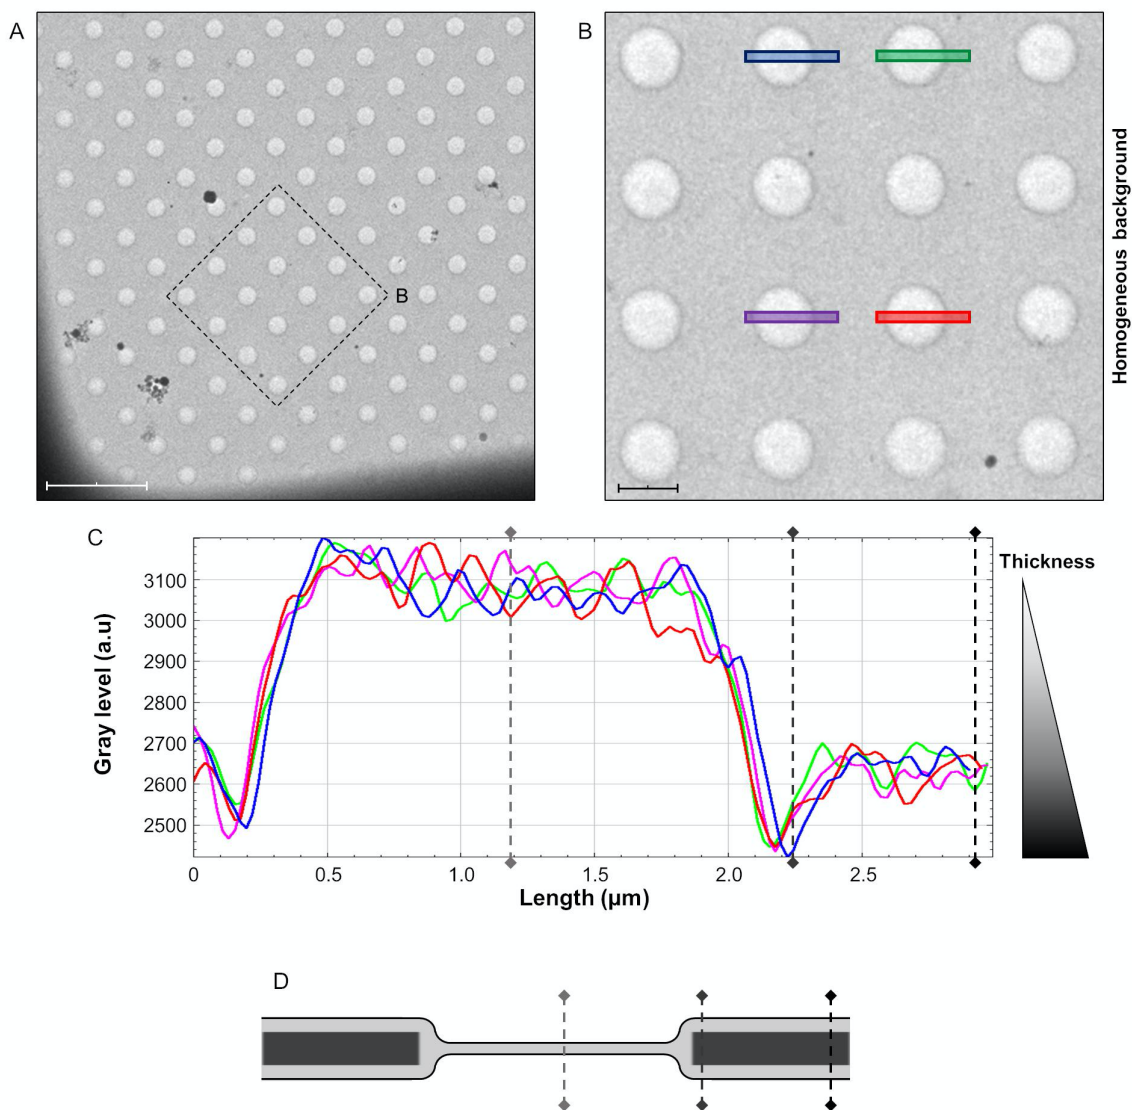 A
B
B
Homogeneous background
C
Thickness
Gray level (a.u)
3100
3000
2900
2800
2700
2600
2500
0
0.5
1.0
1.5
2.0
2.5
Length (µm)
D